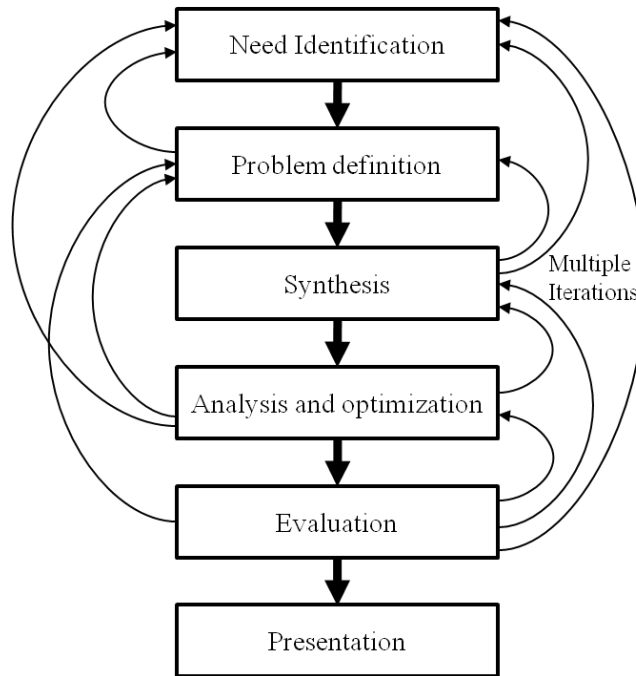 Need Identification
Problem definition
Synthesis
Multiple
Iterations
Analysis and optimization
Evaluation
Presentation